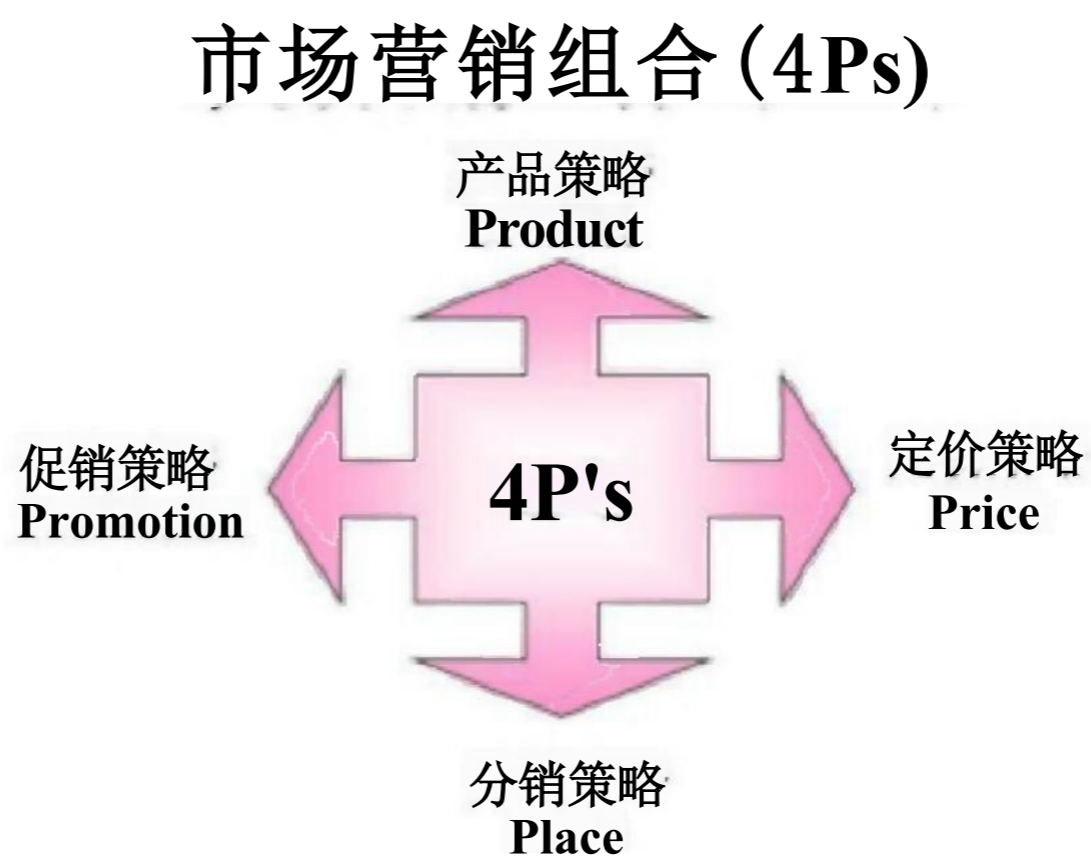 市场营销组合(4Ps)
产品策略
Product
促销策略
Promotion
4P's
定价策略
Price
分销策略
Place